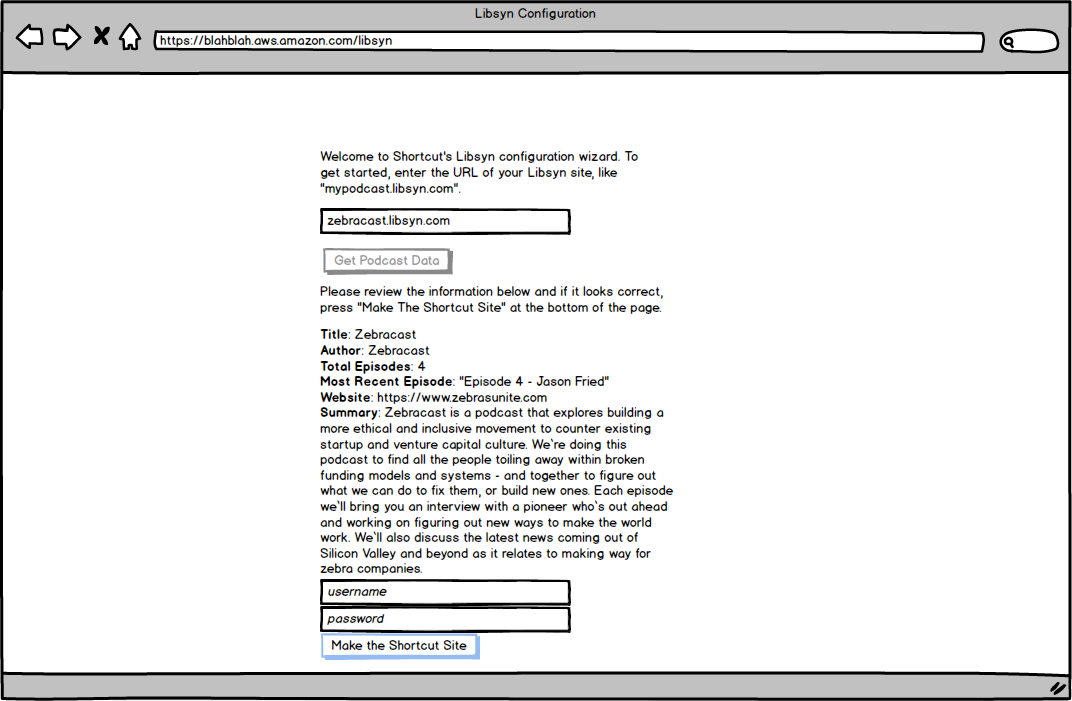 Libsyn Configuration
https://blahblah.aws.amazon.com/libsyn
Welcome to Shortcut's Libsyn configuration wizard. To
get started, enter the URL of your Libsyn site, like
"mypodcast.libsyn.com".
zebracast.libsyn.com
Get Podcast Data
Please review the information below and if it looks correct,
press "Make The Shortcut Site" at the bottom of the page.
Title: Zebracast
Author: Zebracast
Total Episodes: 4
Most Recent Episode: "Episode 4 - Jason Fried"
Website: https://www.zebrasunite.com
Summary: Zebracast is a podcast that explores building a
more ethical and inclusive movement to counter existing
startup and venture capital culture. We`re doing this
podcast to find all the people toiling away within broken
funding models and systems - and together to figure out
what we can do to fix them, or build new ones. Each episode
we`ll bring you an interview with a pioneer who`s out ahead
and working on figuring out new ways to make the world
work. We`ll also discuss the latest news coming out of
Silicon Valley and beyond as it relates to making way for
zebra companies.
username
password
Make the Shortcut Site